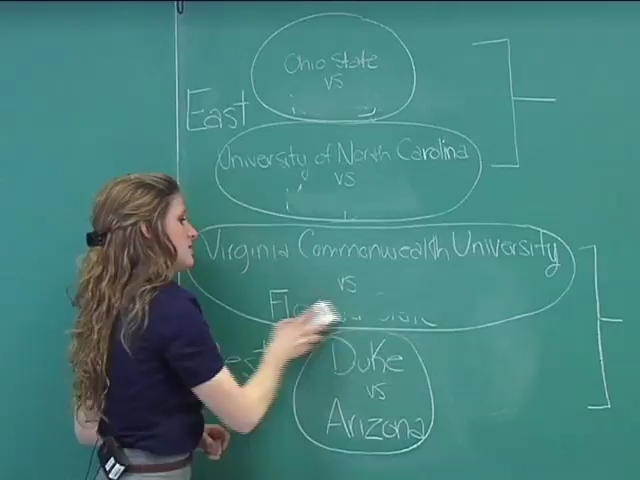 Ohio State
vs
East
University of North Carolina
vs
Virginia Commonwealth University
vs
Duke
vs
Arizona